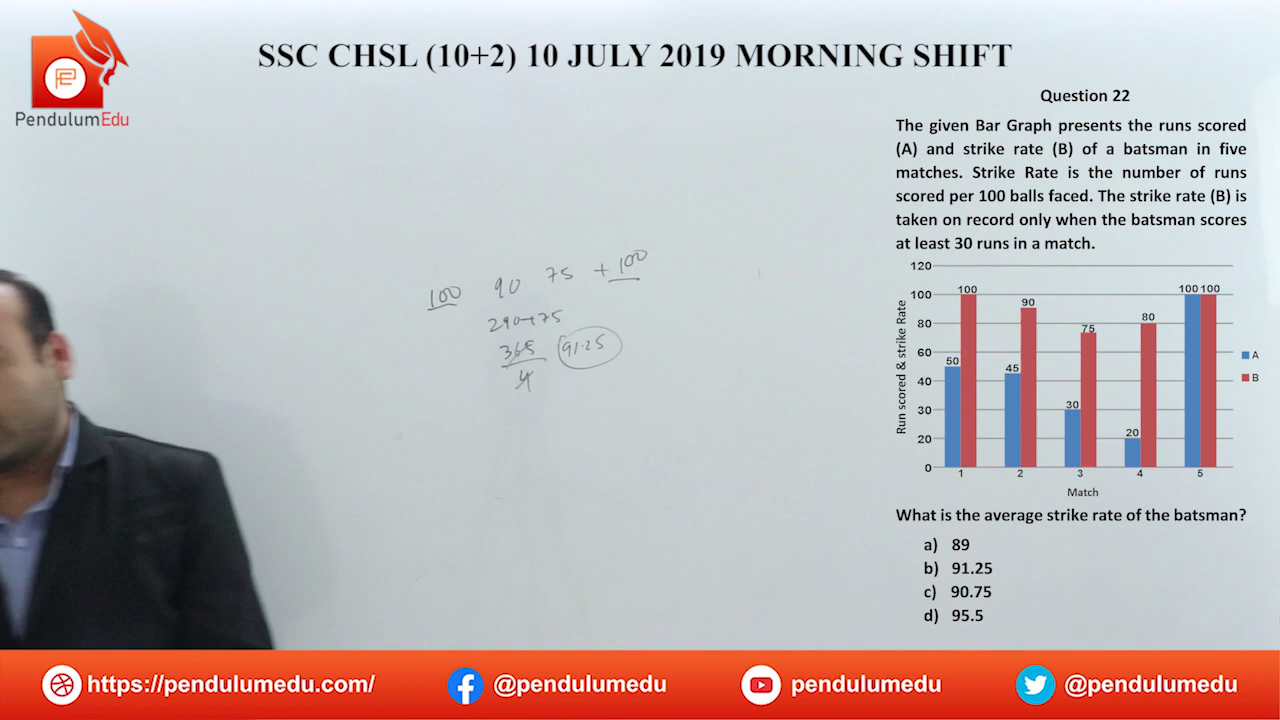 SSC CHSL (10+2) 10 JULY 2019 MORNING SHIFT
PendulumEdu
Question 22
The given Bar Graph presents the runs scored
(A) and strike rate (B) of a batsman in five
matches. Strike Rate is the number of runs
scored per 100 balls faced. The strike rate (B) is
taken on record only when the batsman scores
at least 30 runs in a match.
100 90 75 + 100
290+75
365 91.25
4
120
100
80
60
40
30
20
0
Run scored & strike Rate
50 100
45 90
30 75
20 80
100 100
A
B
1 2 3 4 5
Match
What is the average strike rate of the batsman?
a) 89
b) 91.25
c) 90.75
d) 95.5
https://pendulumedu.com/ @pendulumedu pendulumedu @pendulumedu